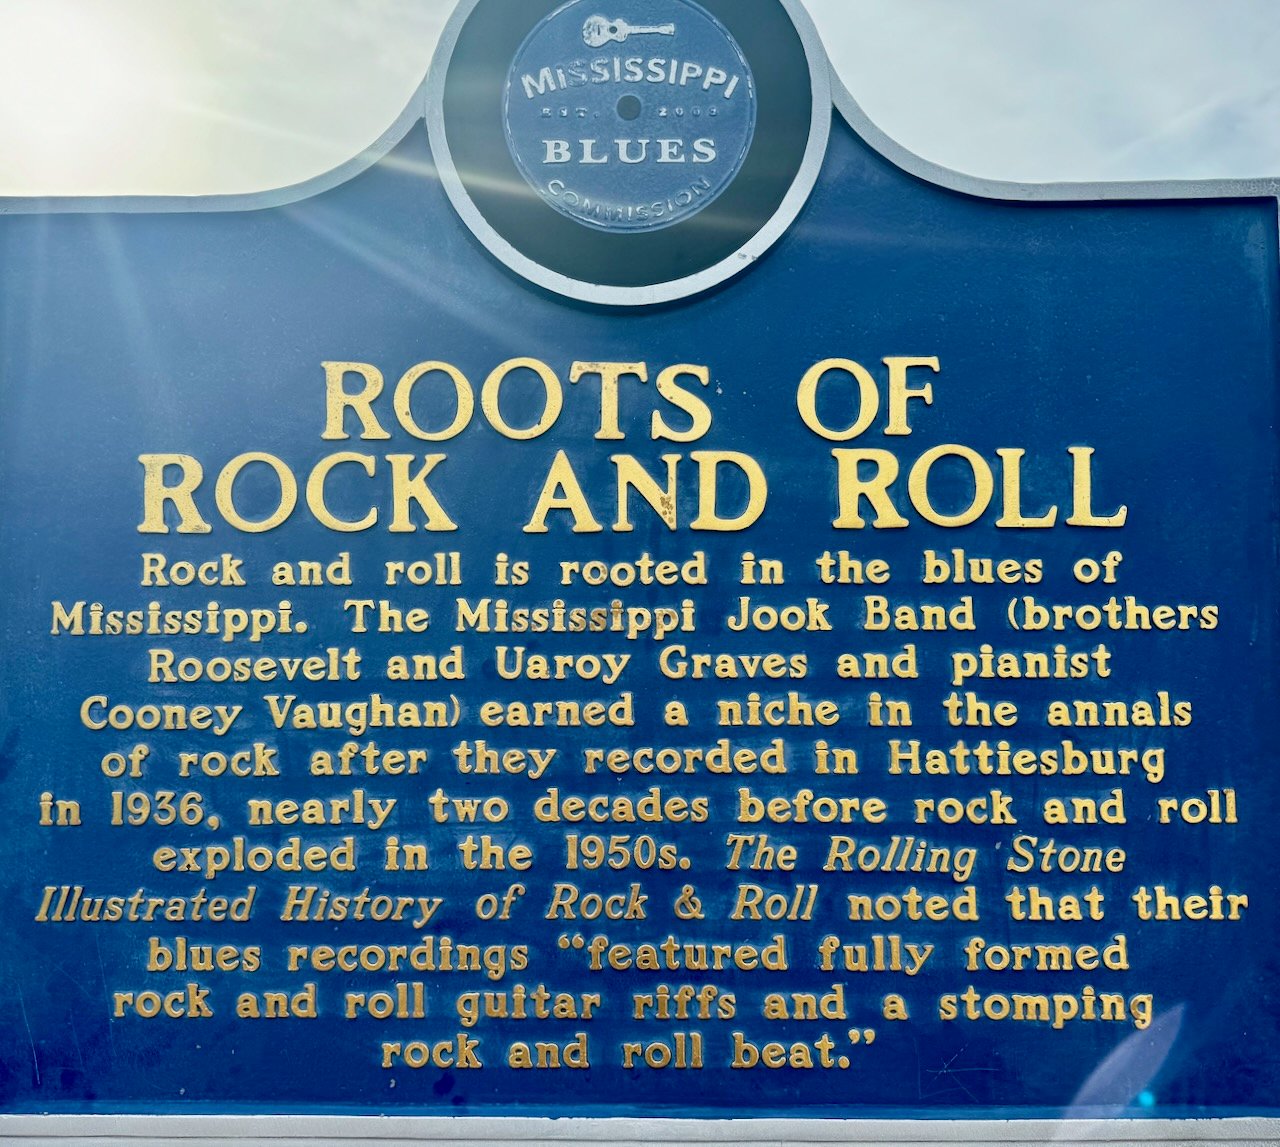 MISSISSIPPI
EST. 2003
BLUES
COMMISSION
ROOTS OF
ROCK AND ROLL
Rock and roll is rooted in the blues of
Mississippi. The Mississippi Jook Band (brothers
Roosevelt and Uaroy Graves and pianist
Cooney Vaughan) earned a niche in the annals
of rock after they recorded in Hattiesburg
in 1936, nearly two decades before rock and roll
exploded in the 1950s. The Rolling Stone
Illustrated History of Rock & Roll noted that their
blues recordings “featured fully formed
rock and roll guitar riffs and a stomping
rock and roll beat.”